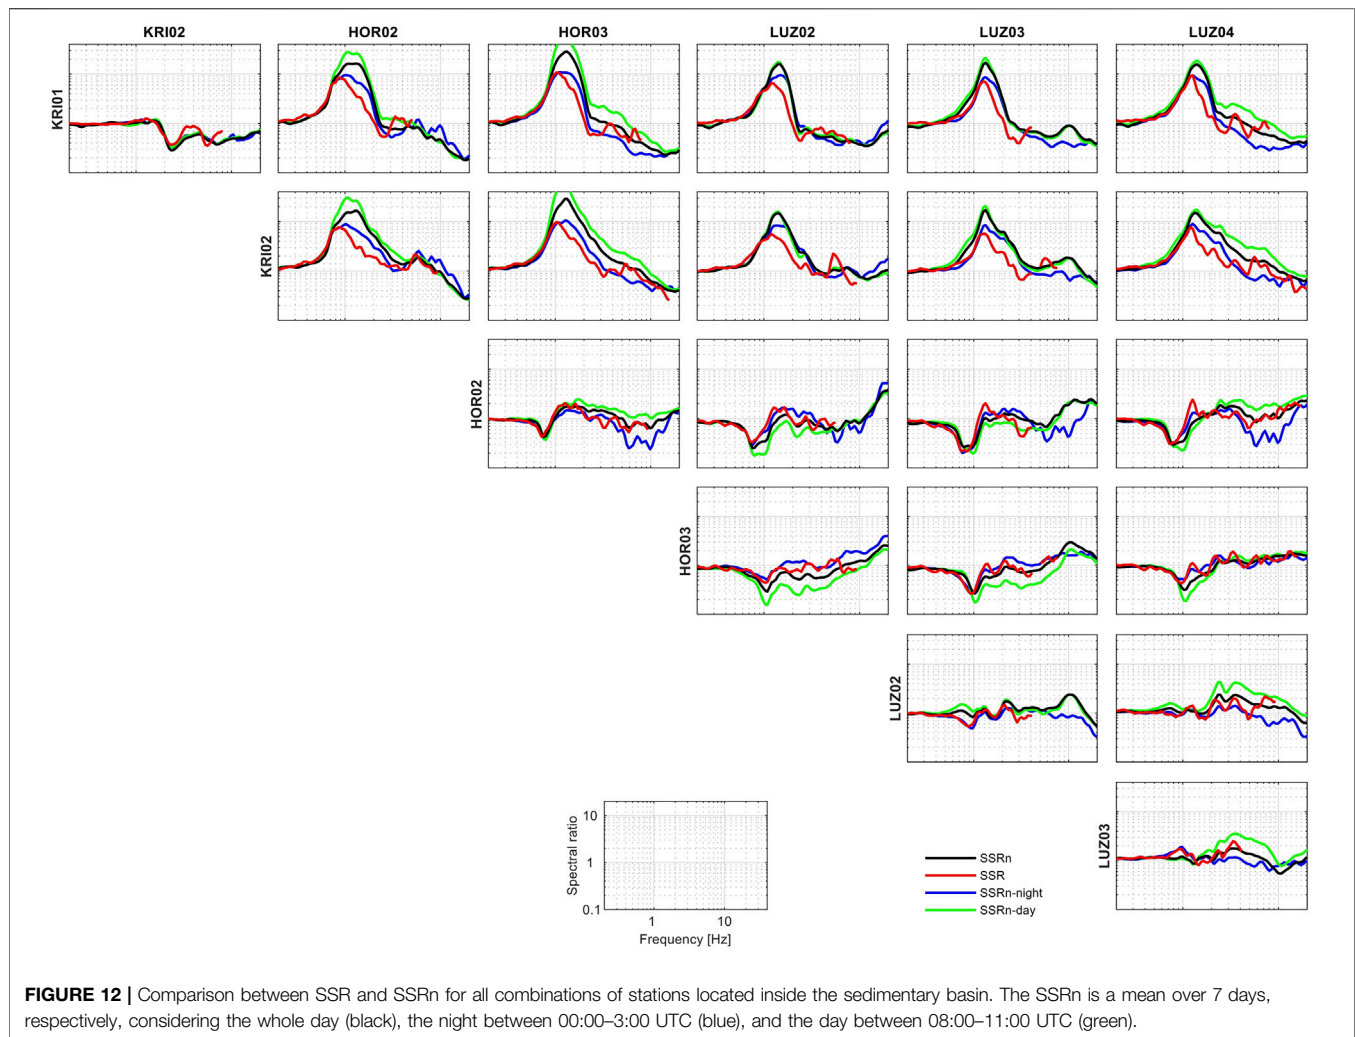 KRI02 HOR02 HOR03 LUZ02 LUZ03 LUZ04
KRI01
KRI02
HOR02
HOR03
LUZ02
LUZ03
Spectral ratio
10
1
0.1
1 10
Frequency [Hz]
SSRn
SSR
SSRn-night
SSRn-day
FIGURE 12 | Comparison between SSR and SSRn for all combinations of stations located inside the sedimentary basin. The SSRn is a mean over 7 days,
respectively, considering the whole day (black), the night between 00:00–3:00 UTC (blue), and the day between 08:00–11:00 UTC (green).